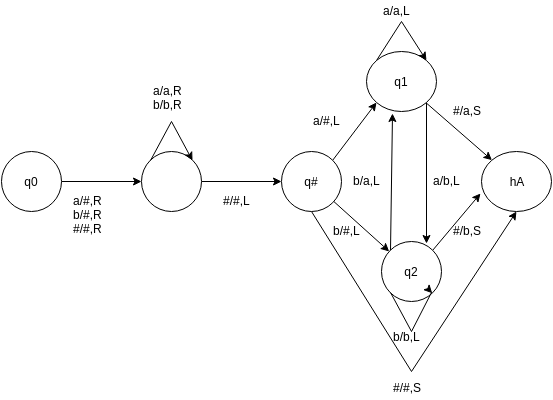 a/a,L
q1
a/a,R
b/b,R
a/#,L
#/a,S
q0
q#
b/a,L
a/b,L
hA
a/#,R
b/#,R
#/#,R
#/#,L
b/#,L
#/b,S
q2
b/b,L
#/#,S